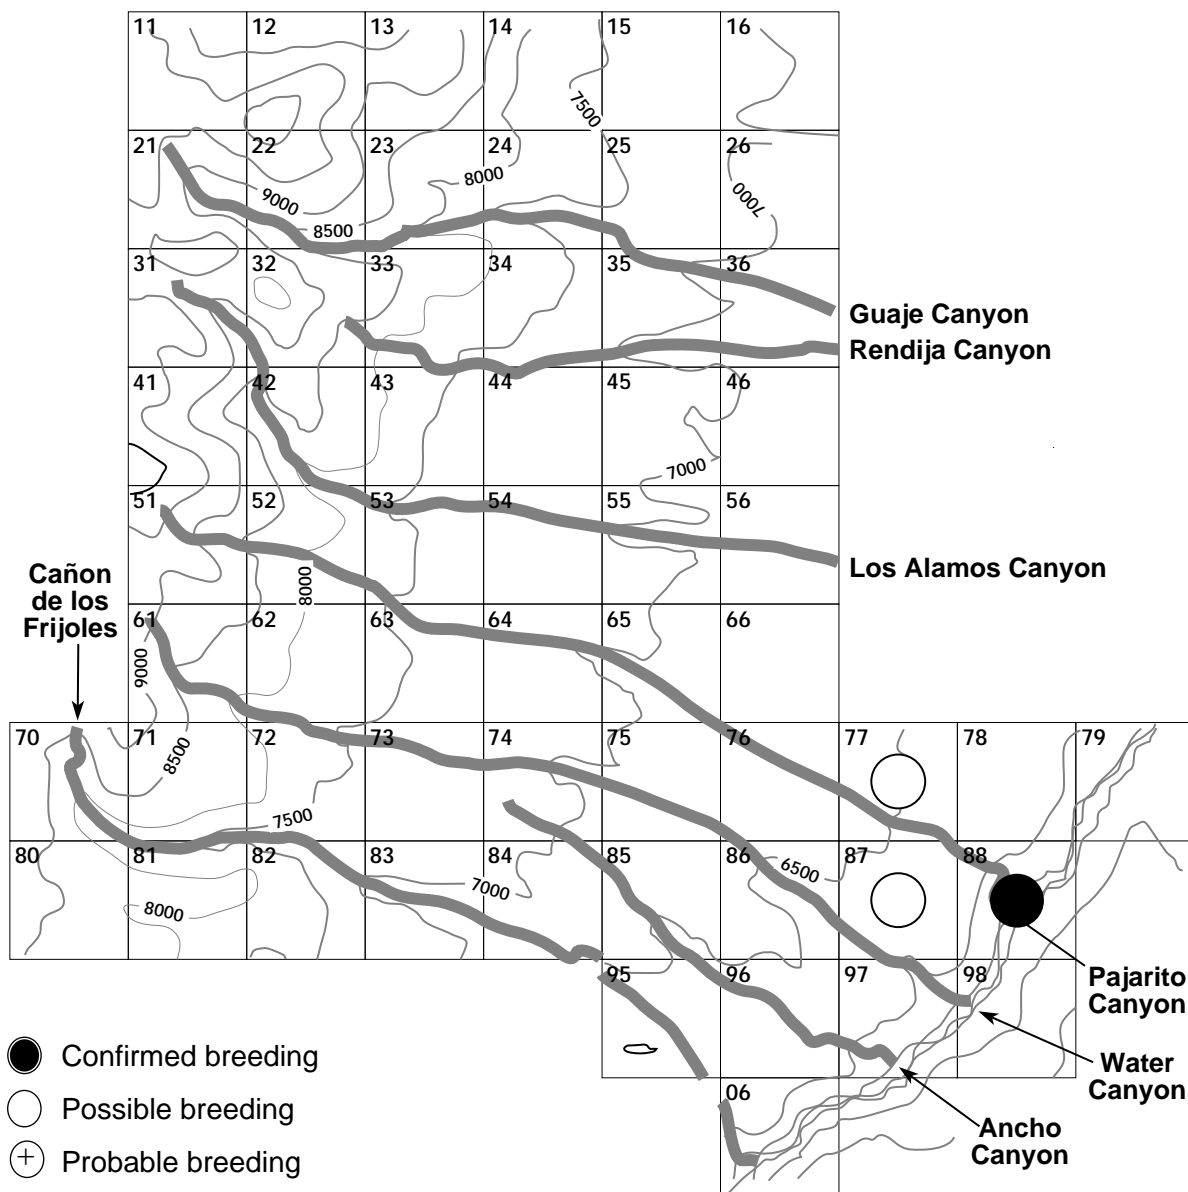 11 12 13 14 15 16
7500
21 22 23 24 25 26
8000
9000
7000
8500
31 32 33 34 35 36
Guaje Canyon
Rendija Canyon
41 42 43 44 45 46
7000
51 52 53 54 55 56
Los Alamos Canyon
Cañon
de los
Frijoles
8000
61 62 63 64 65 66
9000
70 71 72 73 74 75 76 77 78 79
8500
7500
80 81 82 83 84 85 86 87 88
6500
7000
8000
95 96 97 98
Pajarito
Canyon
Water
Canyon
06
Ancho
Canyon
Confirmed breeding
Possible breeding
Probable breeding